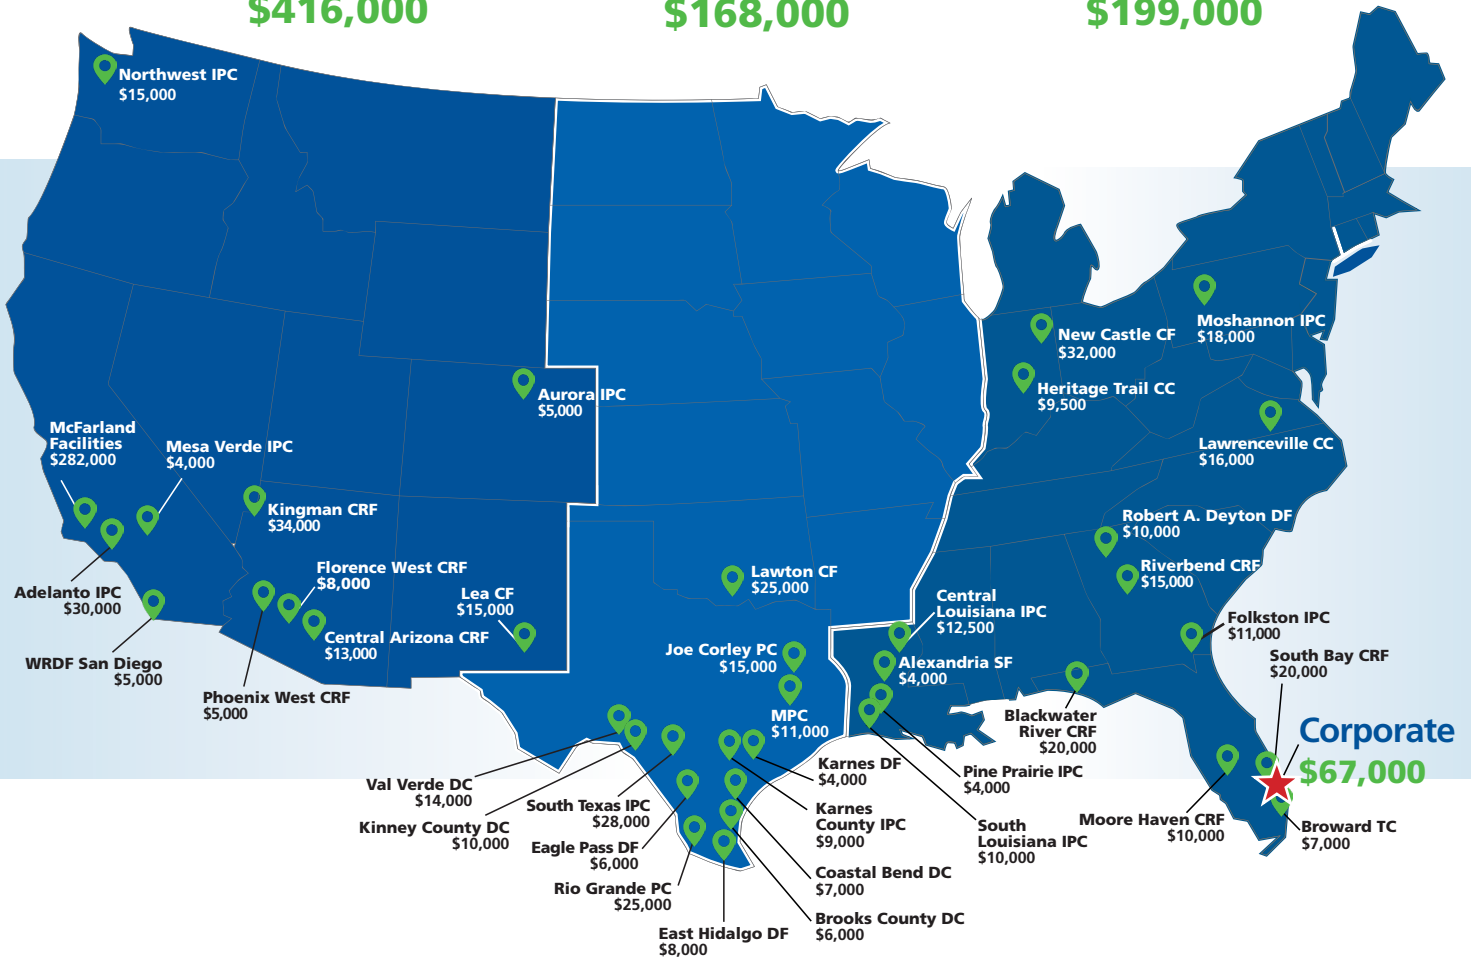 $416,000
$168,000
$199,000
Northwest IPC
$15,000
Aurora IPC
$5,000
McFarland
Facilities
$282,000
Mesa Verde IPC
$4,000
Kingman CRF
$34,000
Florence West CRF
$8,000
Lea CF
$15,000
Adelanto IPC
$30,000
Central Arizona CRF
$13,000
WRDF San Diego
$5,000
Phoenix West CRF
$5,000
Lawton CF
$25,000
Joe Corley PC
$15,000
MPC
$11,000
Val Verde DC
$14,000
Kinney County DC
$10,000
South Texas IPC
$28,000
Eagle Pass DF
$6,000
Rio Grande PC
$25,000
East Hidalgo DF
$8,000
Karnes DF
$4,000
Karnes
County IPC
$9,000
Coastal Bend DC
$7,000
Brooks County DC
$6,000
Moshannon IPC
$18,000
New Castle CF
$32,000
Heritage Trail CC
$9,500
Lawrenceville CC
$16,000
Robert A. Deyton DF
$10,000
Riverbend CRF
$15,000
Central
Louisiana IPC
$12,500
Alexandria SF
$4,000
Folkston IPC
$11,000
South Bay CRF
$20,000
Blackwater
River CRF
$20,000
Corporate
$67,000
Pine Prairie IPC
$4,000
South
Louisiana IPC
$10,000
Moore Haven CRF
$10,000
Broward TC
$7,000